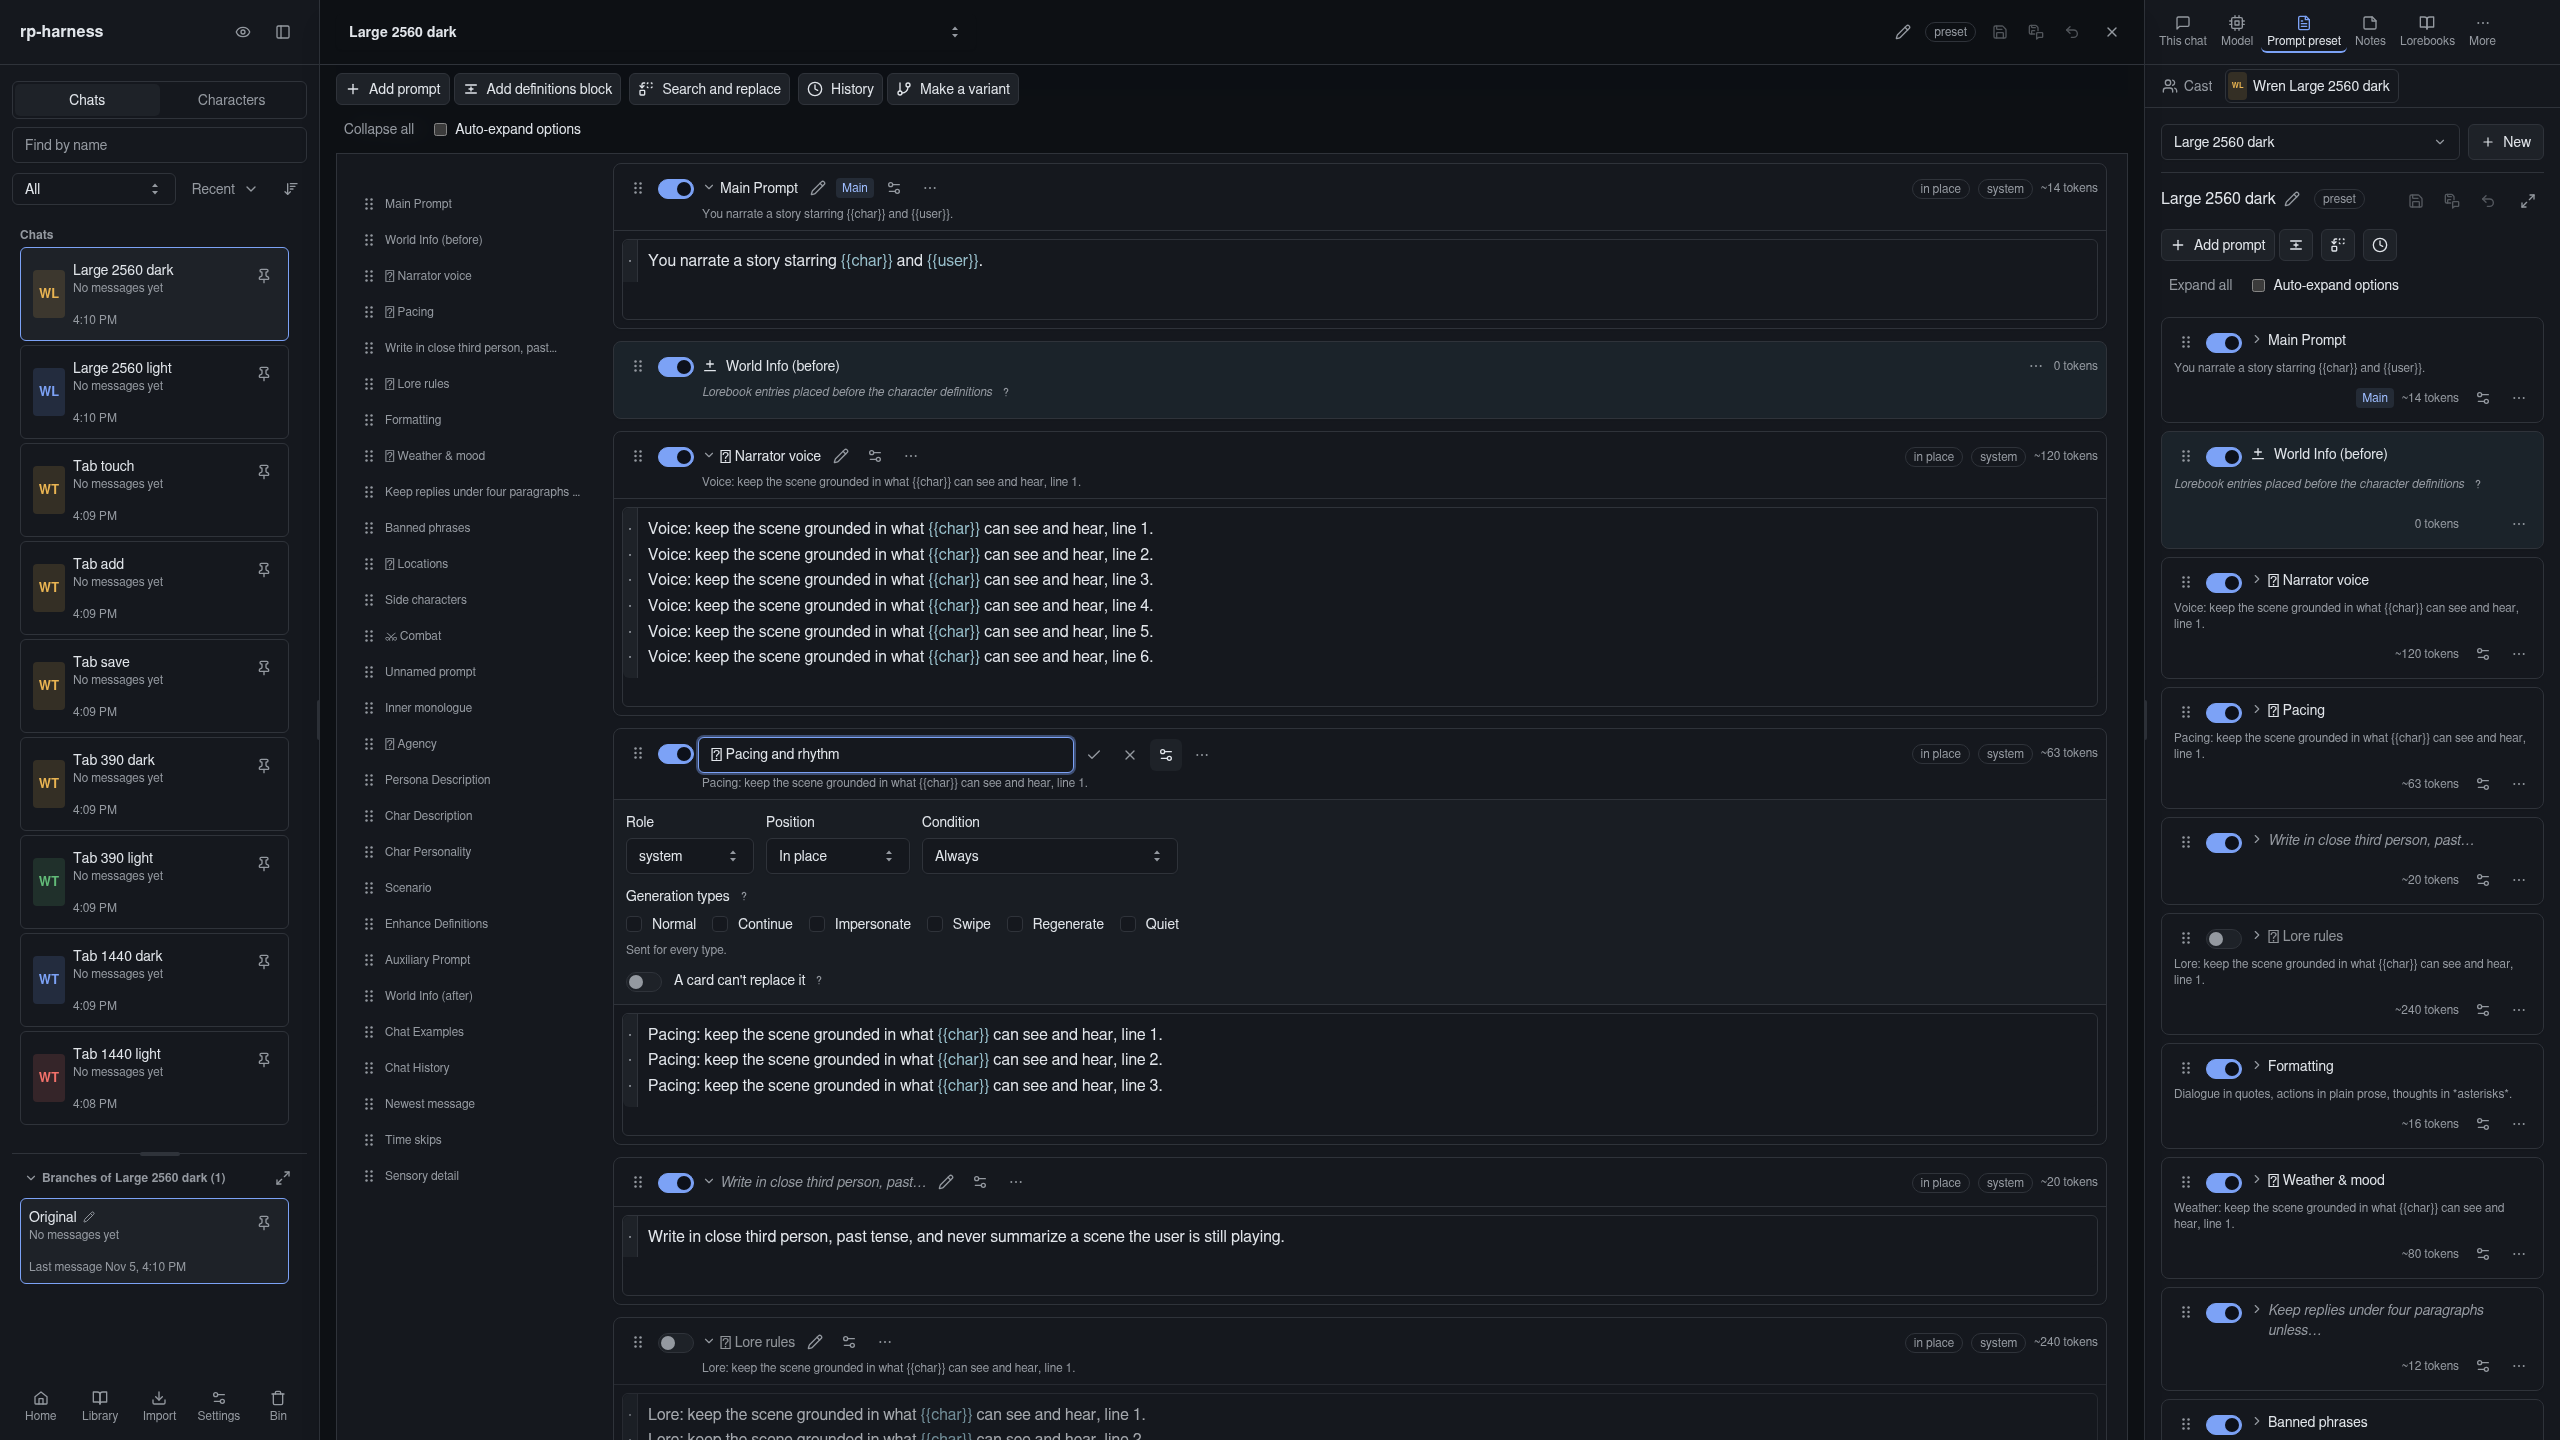 rp-harness
Chats
Characters
Find by name
All
Recent
Chats
WL
Large 2560 dark
No messages yet
4:10 PM
WL
Large 2560 light
No messages yet
4:10 PM
WT
Tab touch
No messages yet
4:09 PM
WT
Tab add
No messages yet
4:09 PM
WT
Tab save
No messages yet
4:09 PM
WT
Tab 390 dark
No messages yet
4:09 PM
WT
Tab 390 light
No messages yet
4:09 PM
WT
Tab 1440 dark
No messages yet
4:09 PM
WT
Tab 1440 light
No messages yet
4:08 PM
Branches of Large 2560 dark (1)
Original
No messages yet
Last message Nov 5, 4:10 PM
Home
Library
Import
Settings
Bin
Large 2560 dark
preset
Add prompt
Add definitions block
Search and replace
History
Make a variant
Collapse all
Auto-expand options
Main Prompt
World Info (before)
Narrator voice
Pacing
Write in close third person, past…
Lore rules
Formatting
Weather & mood
Keep replies under four paragraphs …
Banned phrases
Locations
Side characters
⚔ Combat
Unnamed prompt
Inner monologue
Agency
Persona Description
Char Description
Char Personality
Scenario
Enhance Definitions
Auxiliary Prompt
World Info (after)
Chat Examples
Chat History
Newest message
Time skips
Sensory detail
Main Prompt Main in place system ~14 tokens
You narrate a story starring {{char}} and {{user}}.
You narrate a story starring {{char}} and {{user}}.
World Info (before) 0 tokens
Lorebook entries placed before the character definitions ?
Narrator voice in place system ~120 tokens
Voice: keep the scene grounded in what {{char}} can see and hear, line 1.
Voice: keep the scene grounded in what {{char}} can see and hear, line 1.
Voice: keep the scene grounded in what {{char}} can see and hear, line 2.
Voice: keep the scene grounded in what {{char}} can see and hear, line 3.
Voice: keep the scene grounded in what {{char}} can see and hear, line 4.
Voice: keep the scene grounded in what {{char}} can see and hear, line 5.
Voice: keep the scene grounded in what {{char}} can see and hear, line 6.
Pacing and rhythm in place system ~63 tokens
Pacing: keep the scene grounded in what {{char}} can see and hear, line 1.
Role Position Condition
system In place Always
Generation types ?
Normal Continue Impersonate Swipe Regenerate Quiet
Sent for every type.
A card can't replace it ?
Pacing: keep the scene grounded in what {{char}} can see and hear, line 1.
Pacing: keep the scene grounded in what {{char}} can see and hear, line 2.
Pacing: keep the scene grounded in what {{char}} can see and hear, line 3.
Write in close third person, past… in place system ~20 tokens
Write in close third person, past tense, and never summarize a scene the user is still playing.
Lore rules in place system ~240 tokens
Lore: keep the scene grounded in what {{char}} can see and hear, line 1.
Lore: keep the scene grounded in what {{char}} can see and hear, line 1.
Lore: keep the scene grounded in what {{char}} can see and hear, line 2.
This chat
Model
Prompt preset
Notes
Lorebooks
More
Cast
WL
Wren Large 2560 dark
Large 2560 dark
New
Large 2560 dark
preset
Add prompt
Expand all
Auto-expand options
Main Prompt
You narrate a story starring {{char}} and {{user}}.
Main ~14 tokens
World Info (before)
Lorebook entries placed before the character definitions ?
0 tokens
Narrator voice
Voice: keep the scene grounded in what {{char}} can see and hear,
line 1.
~120 tokens
Pacing
Pacing: keep the scene grounded in what {{char}} can see and hear,
line 1.
~63 tokens
Write in close third person, past…
~20 tokens
Lore rules
Lore: keep the scene grounded in what {{char}} can see and hear,
line 1.
~240 tokens
Formatting
Dialogue in quotes, actions in plain prose, thoughts in *asterisks*.
~16 tokens
Weather & mood
Weather: keep the scene grounded in what {{char}} can see and
hear, line 1.
~80 tokens
Keep replies under four paragraphs
unless…
~12 tokens
Banned phrases